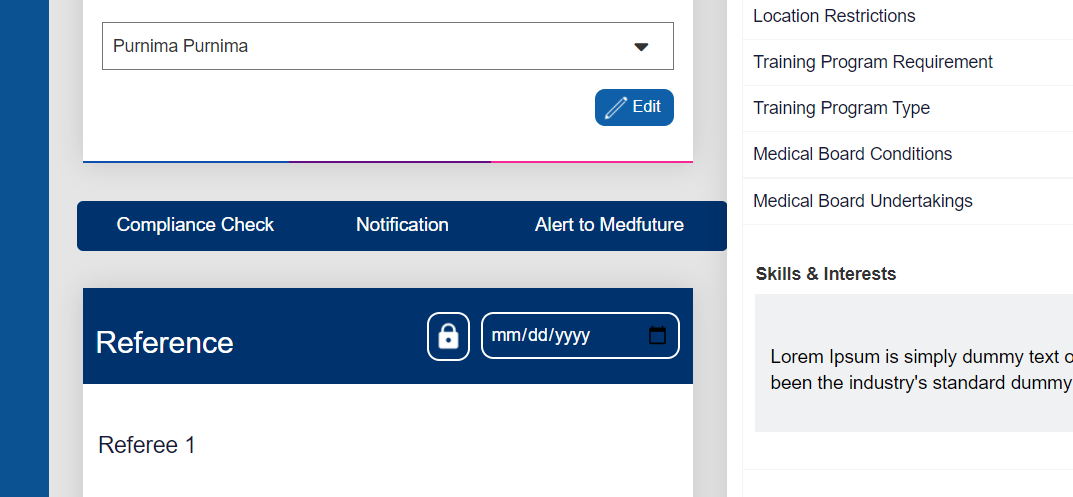 Purnima Purnima
Edit
Compliance Check
Notification
Alert to Medfuture
Reference
mm/dd/yyyy
Referee 1
Location Restrictions
Training Program Requirement
Training Program Type
Medical Board Conditions
Medical Board Undertakings
Skills & Interests
Lorem Ipsum is simply dummy text o
been the industry's standard dummy